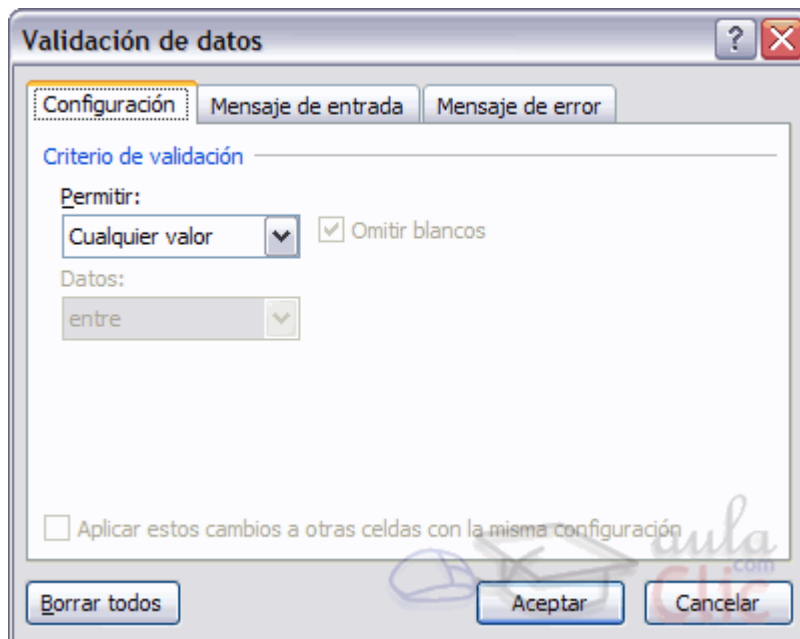 Validación de datos
?
Configuración
Mensaje de entrada
Mensaje de error
Criterio de validación
Permitir:
Cualquier valor
Omitir blancos
Datos:
entre
Aplicar estos cambios a otras celdas con la misma configuración
aula
.com
Clic
Borrar todos
Aceptar
Cancelar